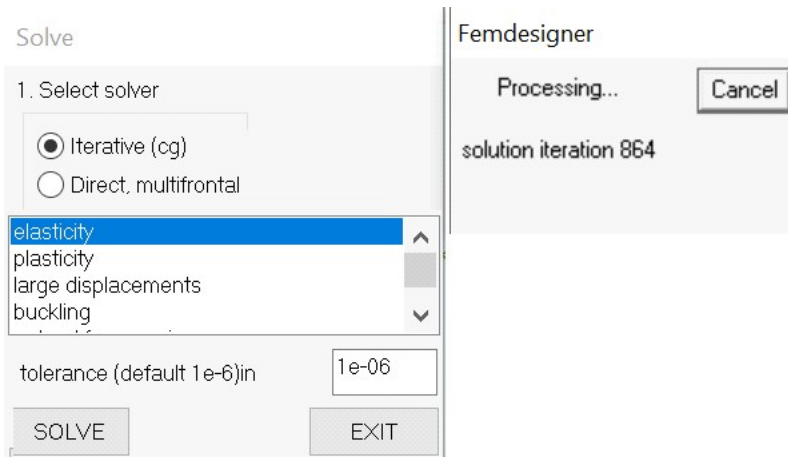 Solve
1. Select solver
Iterative (cg)
Direct, multifrontal
elasticity
plasticity
large displacements
buckling
tolerance (default 1e-6)in
1e-06
SOLVE
EXIT
Femdesigner
Processing...
Cancel
solution iteration 864